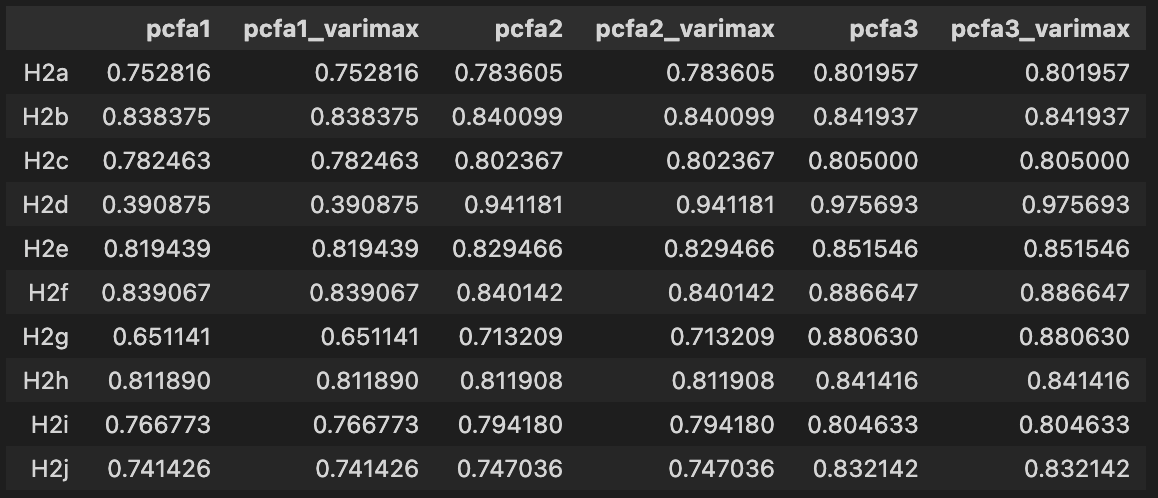 pcfa1 pcfa1_varimax pcfa2 pcfa2_varimax pcfa3 pcfa3_varimax
H2a 0.752816 0.752816 0.783605 0.783605 0.801957 0.801957
H2b 0.838375 0.838375 0.840099 0.840099 0.841937 0.841937
H2c 0.782463 0.782463 0.802367 0.802367 0.805000 0.805000
H2d 0.390875 0.390875 0.941181 0.941181 0.975693 0.975693
H2e 0.819439 0.819439 0.829466 0.829466 0.851546 0.851546
H2f 0.839067 0.839067 0.840142 0.840142 0.886647 0.886647
H2g 0.651141 0.651141 0.713209 0.713209 0.880630 0.880630
H2h 0.811890 0.811890 0.811908 0.811908 0.841416 0.841416
H2i 0.766773 0.766773 0.794180 0.794180 0.804633 0.804633
H2j 0.741426 0.741426 0.747036 0.747036 0.832142 0.832142